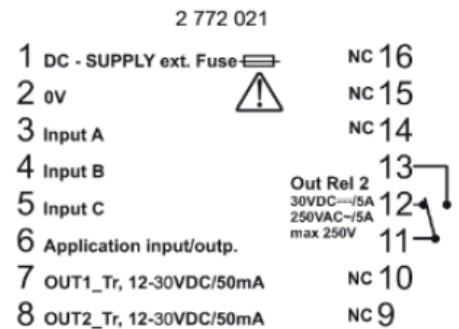 2 772 021
1 DC - SUPPLY ext. Fuse
2 0V
3 Input A
4 Input B
5 Input C
6 Application input/outp.
7 OUT1_Tr, 12-30VDC/50mA
8 OUT2_Tr, 12-30VDC/50mA
NC 16
NC 15
NC 14
13
Out Rel 2
30VDC⎓/5A 12
250VAC~/5A
max 250V 11
NC 10
NC 9